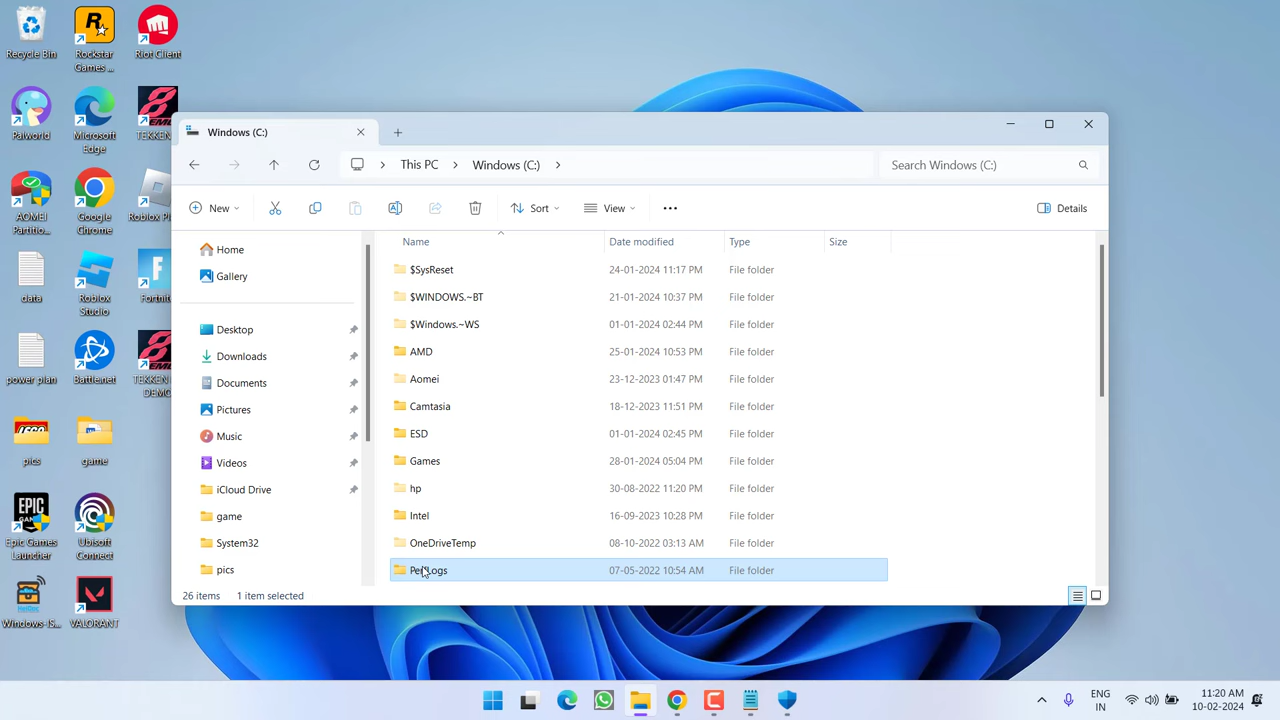 Recycle Bin
Rockstar
Games ...
Riot Client
Palworld
Microsoft
Edge
TEKKEN
AOMEI
Partitio...
Google
Chrome
Roblox Pl
data
Roblox
Studio
Fortnit
power plan
Battle.net
TEKKEN
DEMO
pics
game
Epic Games
Launcher
Ubisoft
Connect
Windows-IS...
VALORANT
Windows (C:)
This PC
Windows (C:)
Search Windows (C:)
New
Sort
View
Details
Home
Gallery
Desktop
Downloads
Documents
Pictures
Music
Videos
iCloud Drive
game
System32
pics
Name Date modified Type Size
$SysReset 24-01-2024 11:17 PM File folder
$WINDOWS.~BT 21-01-2024 10:37 PM File folder
$Windows.~WS 01-01-2024 02:44 PM File folder
AMD 25-01-2024 10:53 PM File folder
Aomei 23-12-2023 01:47 PM File folder
Camtasia 18-12-2023 11:51 PM File folder
ESD 01-01-2024 02:45 PM File folder
Games 28-01-2024 05:04 PM File folder
hp 30-08-2022 11:20 PM File folder
Intel 16-09-2023 10:28 PM File folder
OneDriveTemp 08-10-2022 03:13 AM File folder
PerfLogs 07-05-2022 10:54 AM File folder
26 items 1 item selected
ENG
IN
11:20 AM
10-02-2024